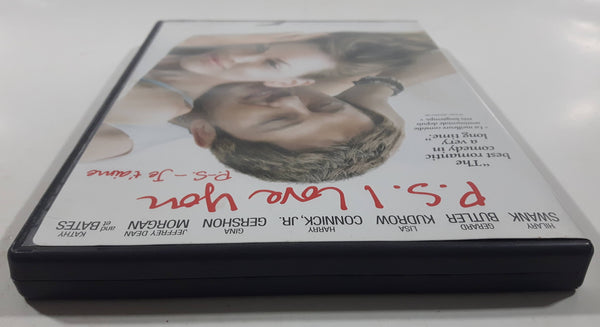 HILARY SWANK
GERARD BUTLER
LISA KUDROW
HARRY CONNICK, JR.
GINA GERSHON
JEFFREY DEAN MORGAN
and et KATHY BATES
P.S. I Love You
P.S. - Je t'aime
"The
best romantic
comedy in
a very
long time."